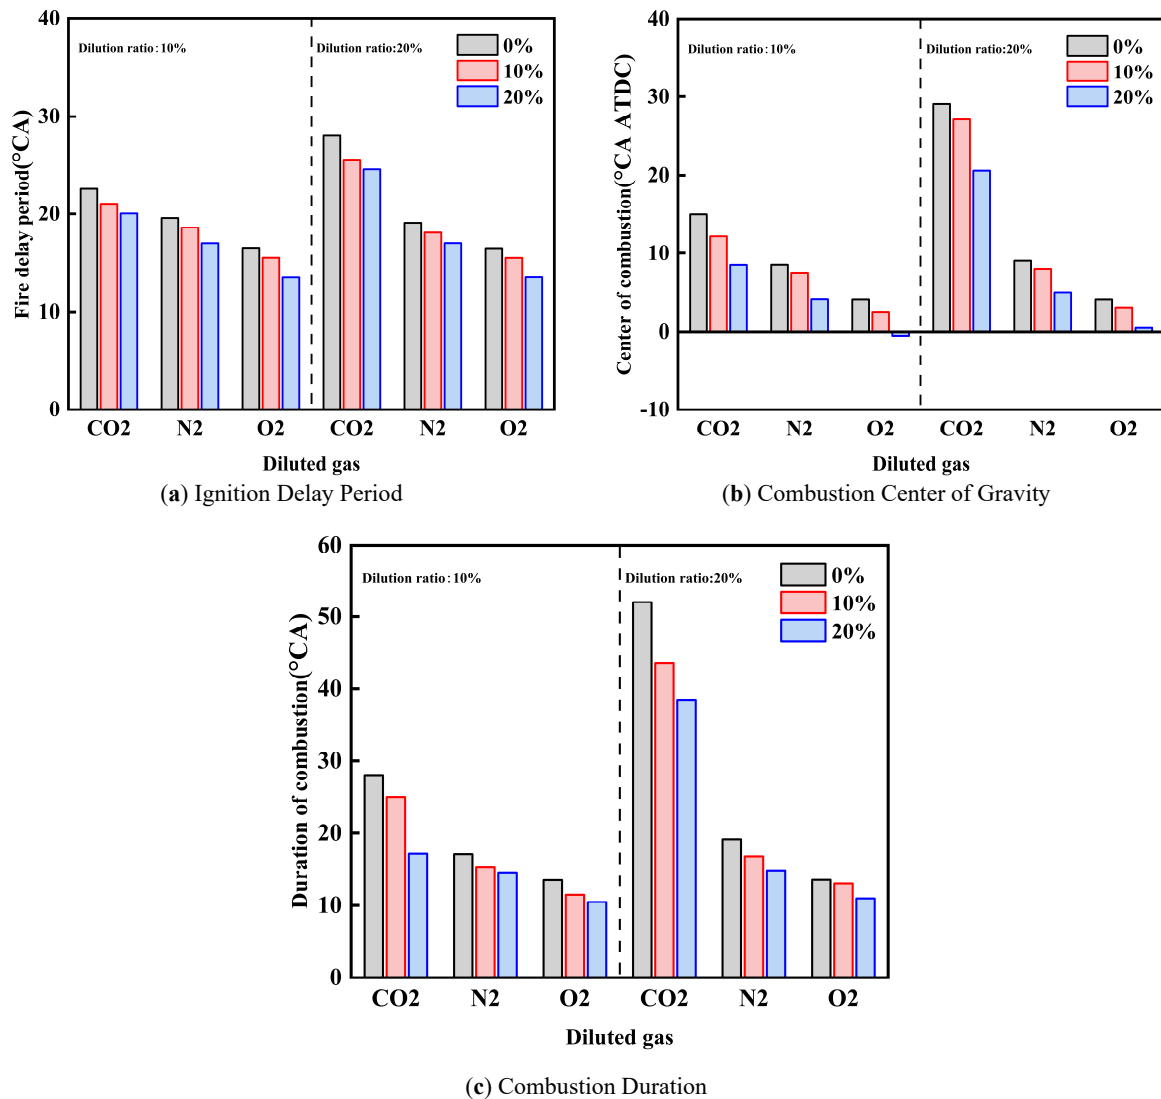 40
30
20
10
0
Fire delay period(°CA)
Dilution ratio:10%
Dilution ratio:20%
0%
10%
20%
CO2 N2 O2 CO2 N2 O2
Diluted gas
(a) Ignition Delay Period
40
30
20
10
0
-10
Center of combustion(°CA ATDC)
Dilution ratio:10%
Dilution ratio:20%
0%
10%
20%
CO2 N2 O2 CO2 N2 O2
Diluted gas
(b) Combustion Center of Gravity
60
50
40
30
20
10
0
Duration of combustion(°CA)
Dilution ratio:10%
Dilution ratio:20%
0%
10%
20%
CO2 N2 O2 CO2 N2 O2
Diluted gas
(c) Combustion Duration